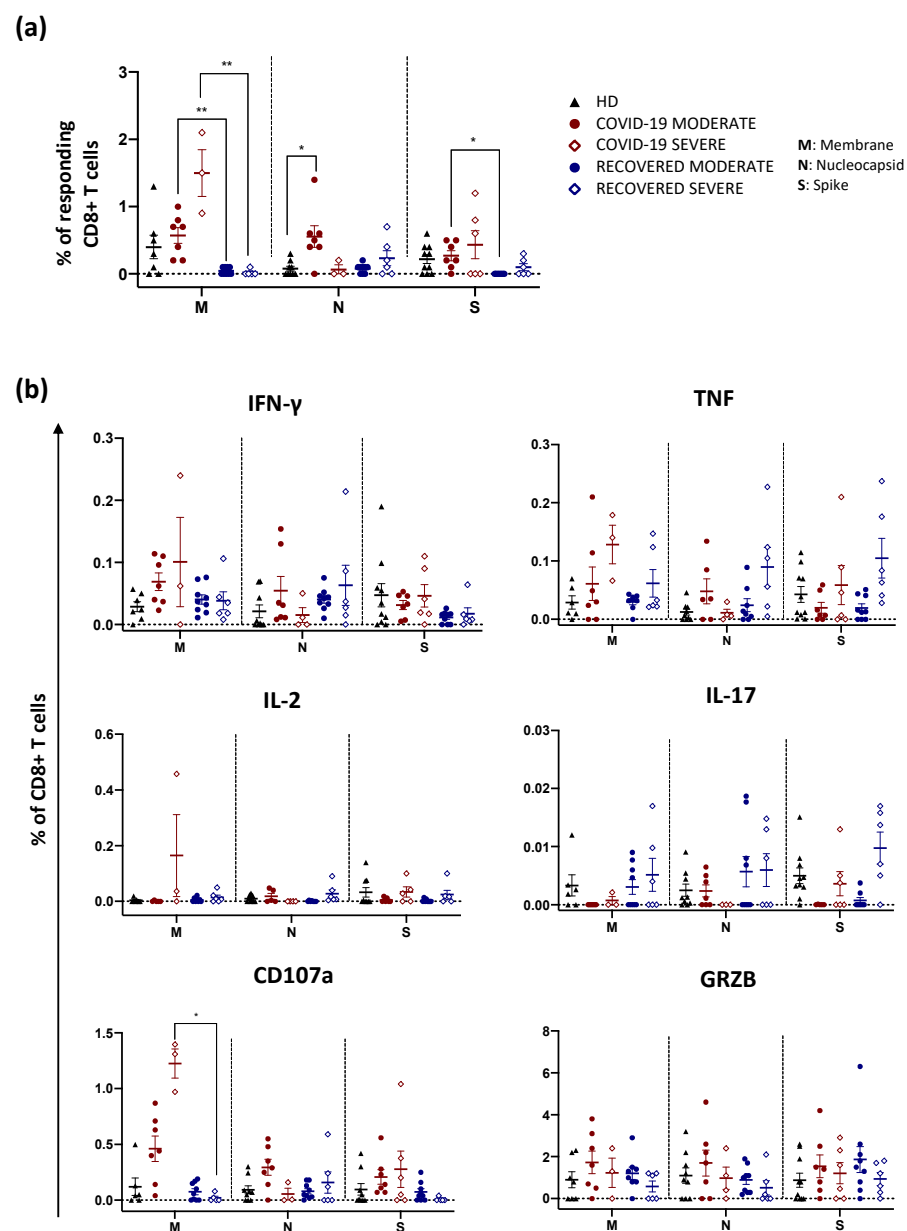 (a)
% of responding
CD8+ T cells
3
2
1
0
**
**
*
*
M
N
S
HD
COVID-19 MODERATE
COVID-19 SEVERE
RECOVERED MODERATE
RECOVERED SEVERE
M: Membrane
N: Nucleocapsid
S: Spike
(b)
% of CD8+ T cells
IFN-γ
0.3
0.2
0.1
0.0
M
N
S
TNF
0.3
0.2
0.1
0.0
M
N
S
IL-2
0.6
0.4
0.2
0.0
M
N
S
IL-17
0.03
0.02
0.01
0.00
M
N
S
CD107a
1.5
1.0
0.5
0.0
*
M
N
S
GRZB
8
6
4
2
0
M
N
S